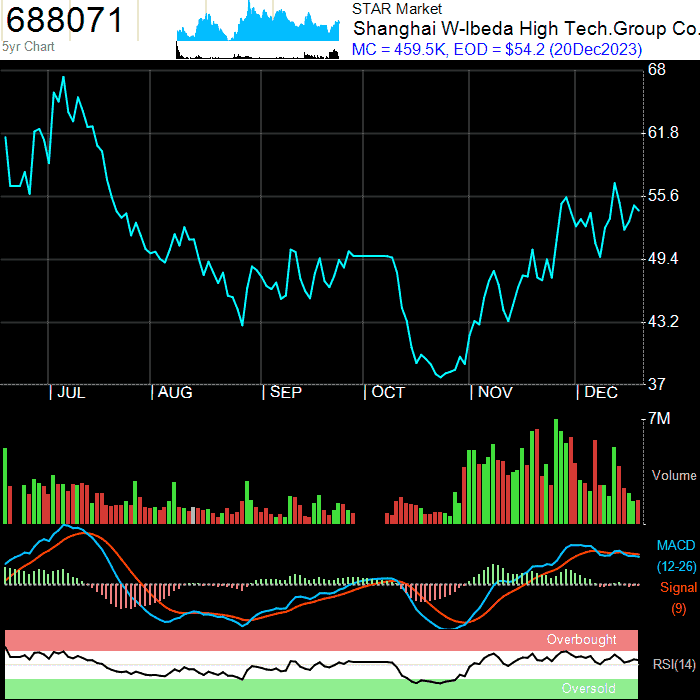 688071
5yr Chart
STAR Market
Shanghai W-Ibeda High Tech.Group Co.
MC = 459.5K, EOD = $54.2 (20Dec2023)
68
61.8
55.6
49.4
43.2
37
JUL AUG SEP OCT NOV DEC
7M
Volume
MACD
(12-26)
Signal
(9)
Overbought
RSI(14)
Oversold